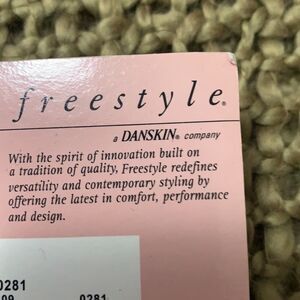 freestyle®
a DANSKIN® company
With the spirit of innovation built on
a tradition of quality, Freestyle redefines
versatility and contemporary styling by
offering the latest in comfort, performance
and design.
0281
09 0281